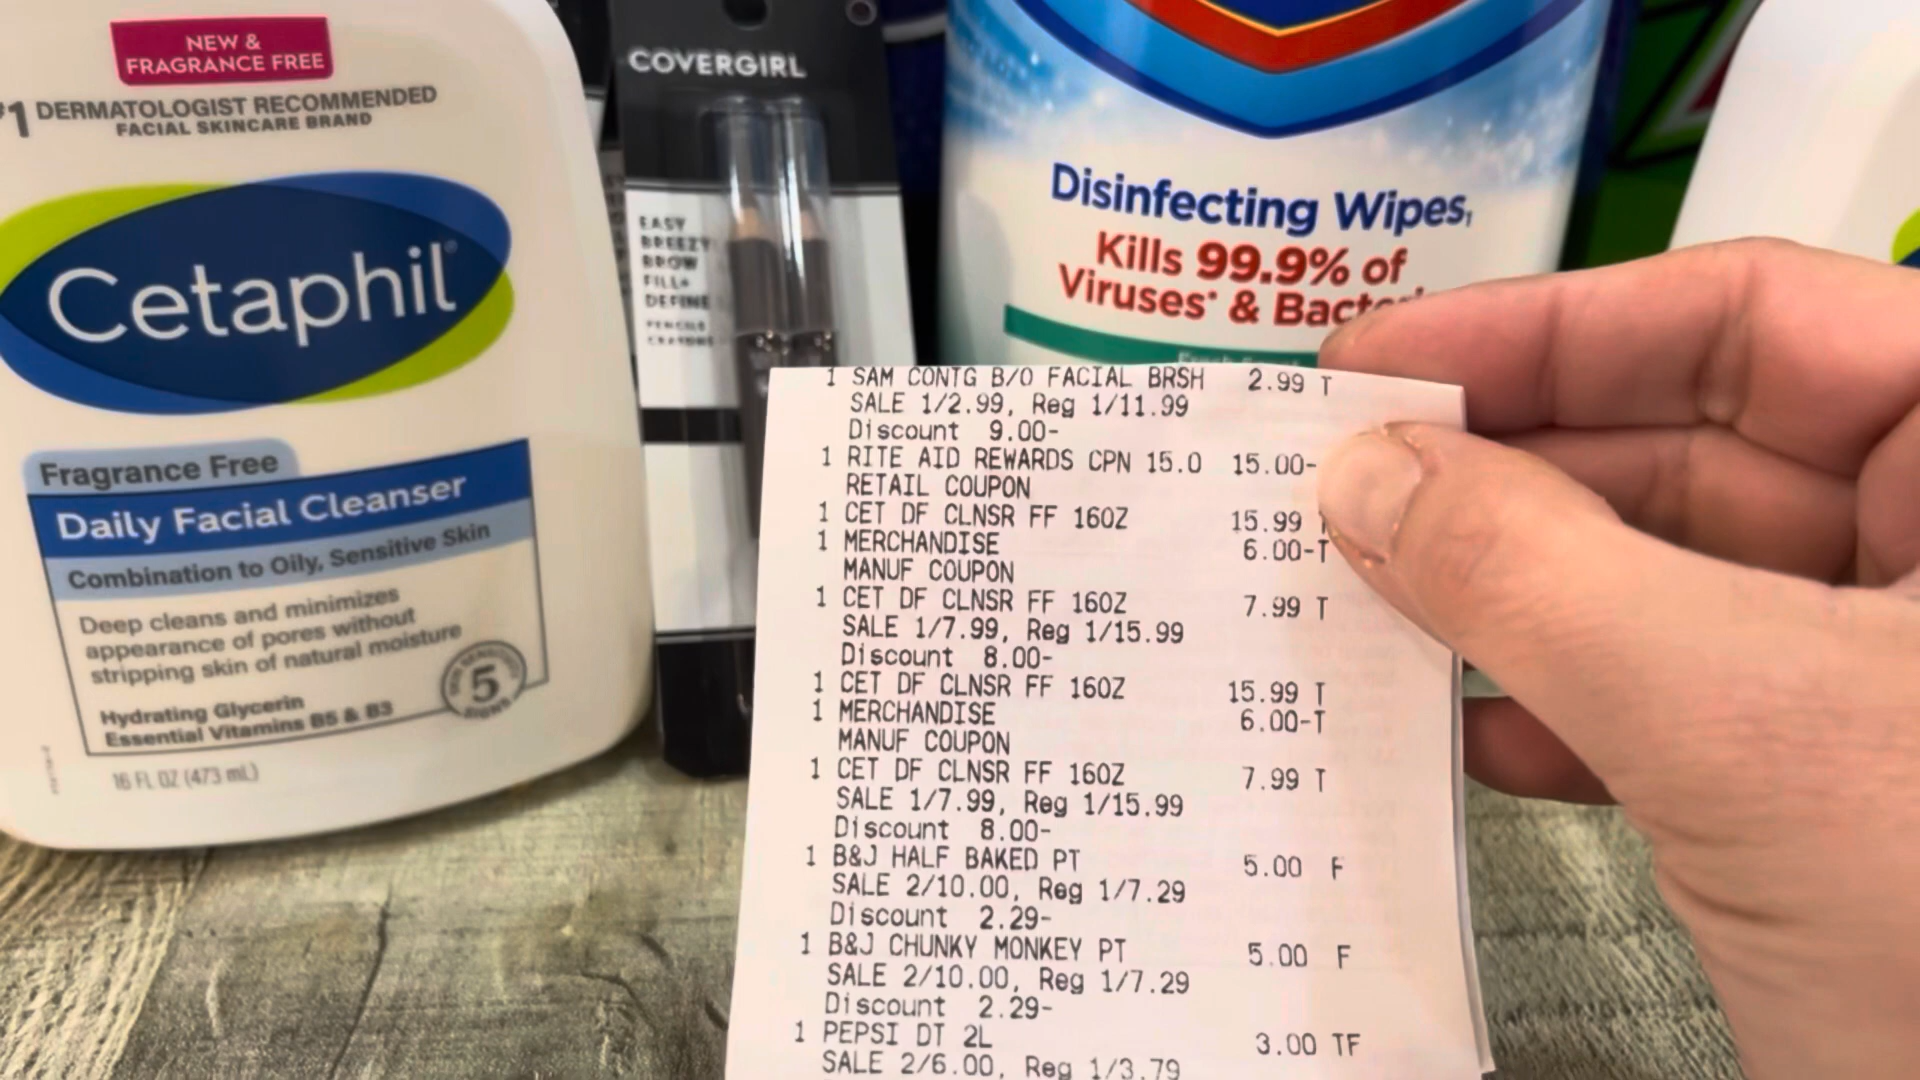 NEW &
FRAGRANCE FREE
#1 DERMATOLOGIST RECOMMENDED
FACIAL SKINCARE BRAND
Cetaphil®
Fragrance Free
Daily Facial Cleanser
Combination to Oily, Sensitive Skin
Deep cleans and minimizes
appearance of pores without
stripping skin of natural moisture
Hydrating Glycerin
Essential Vitamins B5 & B3
5
16 FL OZ (473 mL)
COVERGIRL
EASY
BREEZY
BROW
FILL+
DEFINE
PENCILS
CRAYONS
Disinfecting Wipes
Kills 99.9% of
Viruses* & Bacteri
1 SAM CONTG B/O FACIAL BRSH 2.99 T
SALE 1/2.99, Reg 1/11.99
Discount 9.00-
1 RITE AID REWARDS CPN 15.0 15.00-
RETAIL COUPON
1 CET DF CLNSR FF 16OZ 15.99 T
1 MERCHANDISE 6.00-T
MANUF COUPON
1 CET DF CLNSR FF 16OZ 7.99 T
SALE 1/7.99, Reg 1/15.99
Discount 8.00-
1 CET DF CLNSR FF 16OZ 15.99 T
1 MERCHANDISE 6.00-T
MANUF COUPON
1 CET DF CLNSR FF 16OZ 7.99 T
SALE 1/7.99, Reg 1/15.99
Discount 8.00-
1 B&J HALF BAKED PT 5.00 F
SALE 2/10.00, Reg 1/7.29
Discount 2.29-
1 B&J CHUNKY MONKEY PT 5.00 F
SALE 2/10.00, Reg 1/7.29
Discount 2.29-
1 PEPSI DT 2L 3.00 TF
SALE 2/6.00, Reg 1/3.79